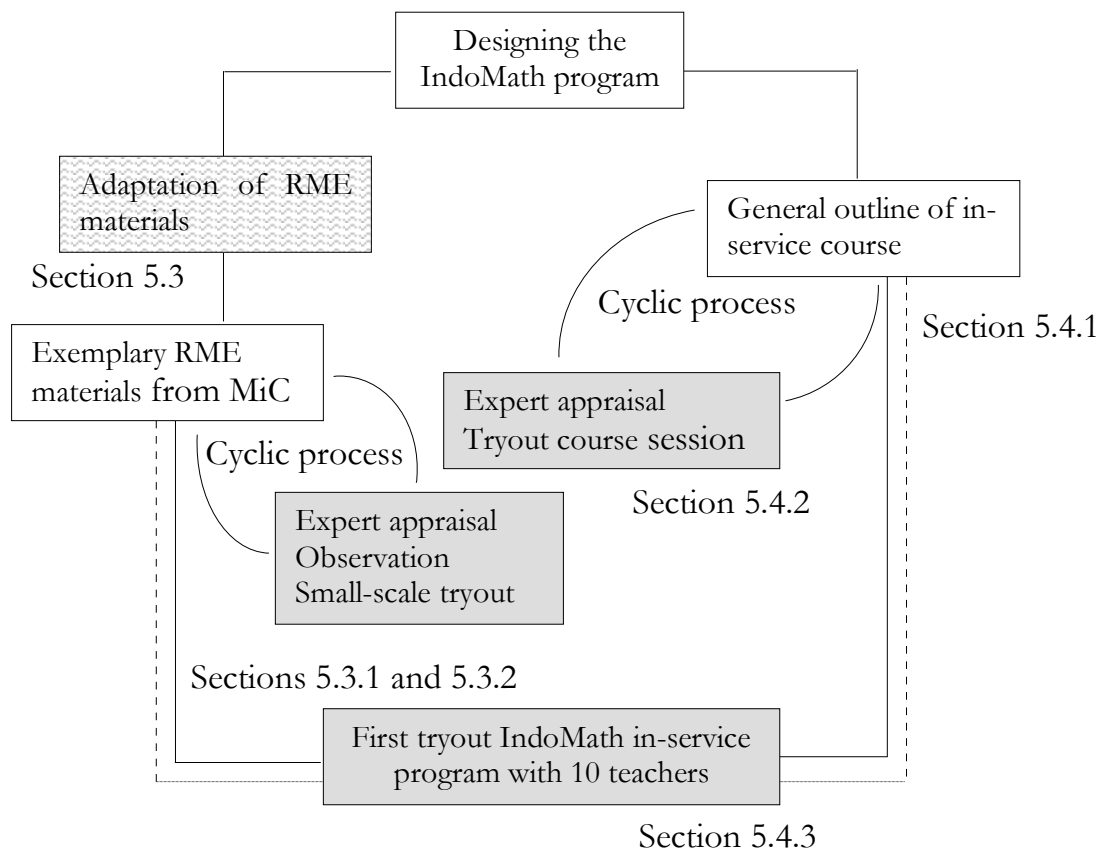 Designing the
IndoMath program
Adaptation of RME
materials
Section 5.3
General outline of in-
service course
Cyclic process
Section 5.4.1
Exemplary RME
materials from MiC
Expert appraisal
Tryout course session
Cyclic process
Section 5.4.2
Expert appraisal
Observation
Small-scale tryout
Sections 5.3.1 and 5.3.2
First tryout IndoMath in-service
program with 10 teachers
Section 5.4.3